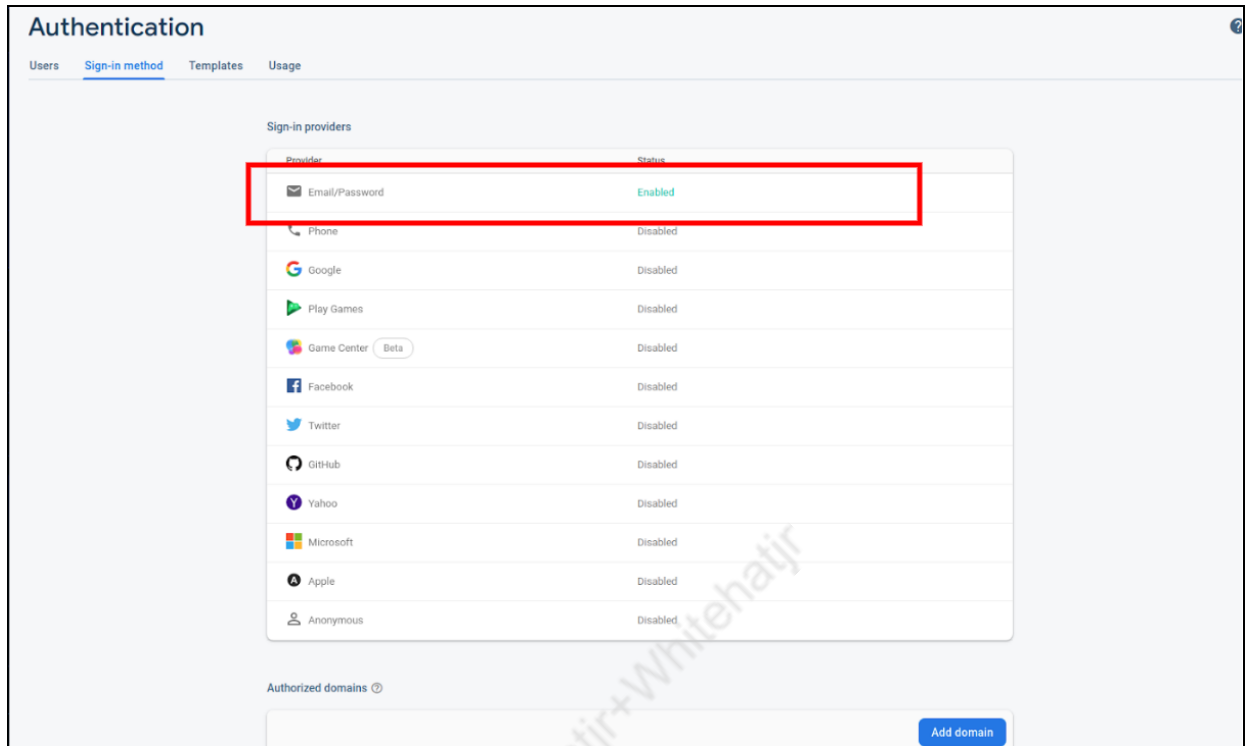 Authentication
Users Sign-in method Templates Usage
Sign-in providers
Provider Status
Email/Password Enabled
Phone Disabled
Google Disabled
Play Games Disabled
Game Center Beta Disabled
Facebook Disabled
Twitter Disabled
GitHub Disabled
Yahoo Disabled
Microsoft Disabled
Apple Disabled
Anonymous Disabled
Authorized domains
Add domain